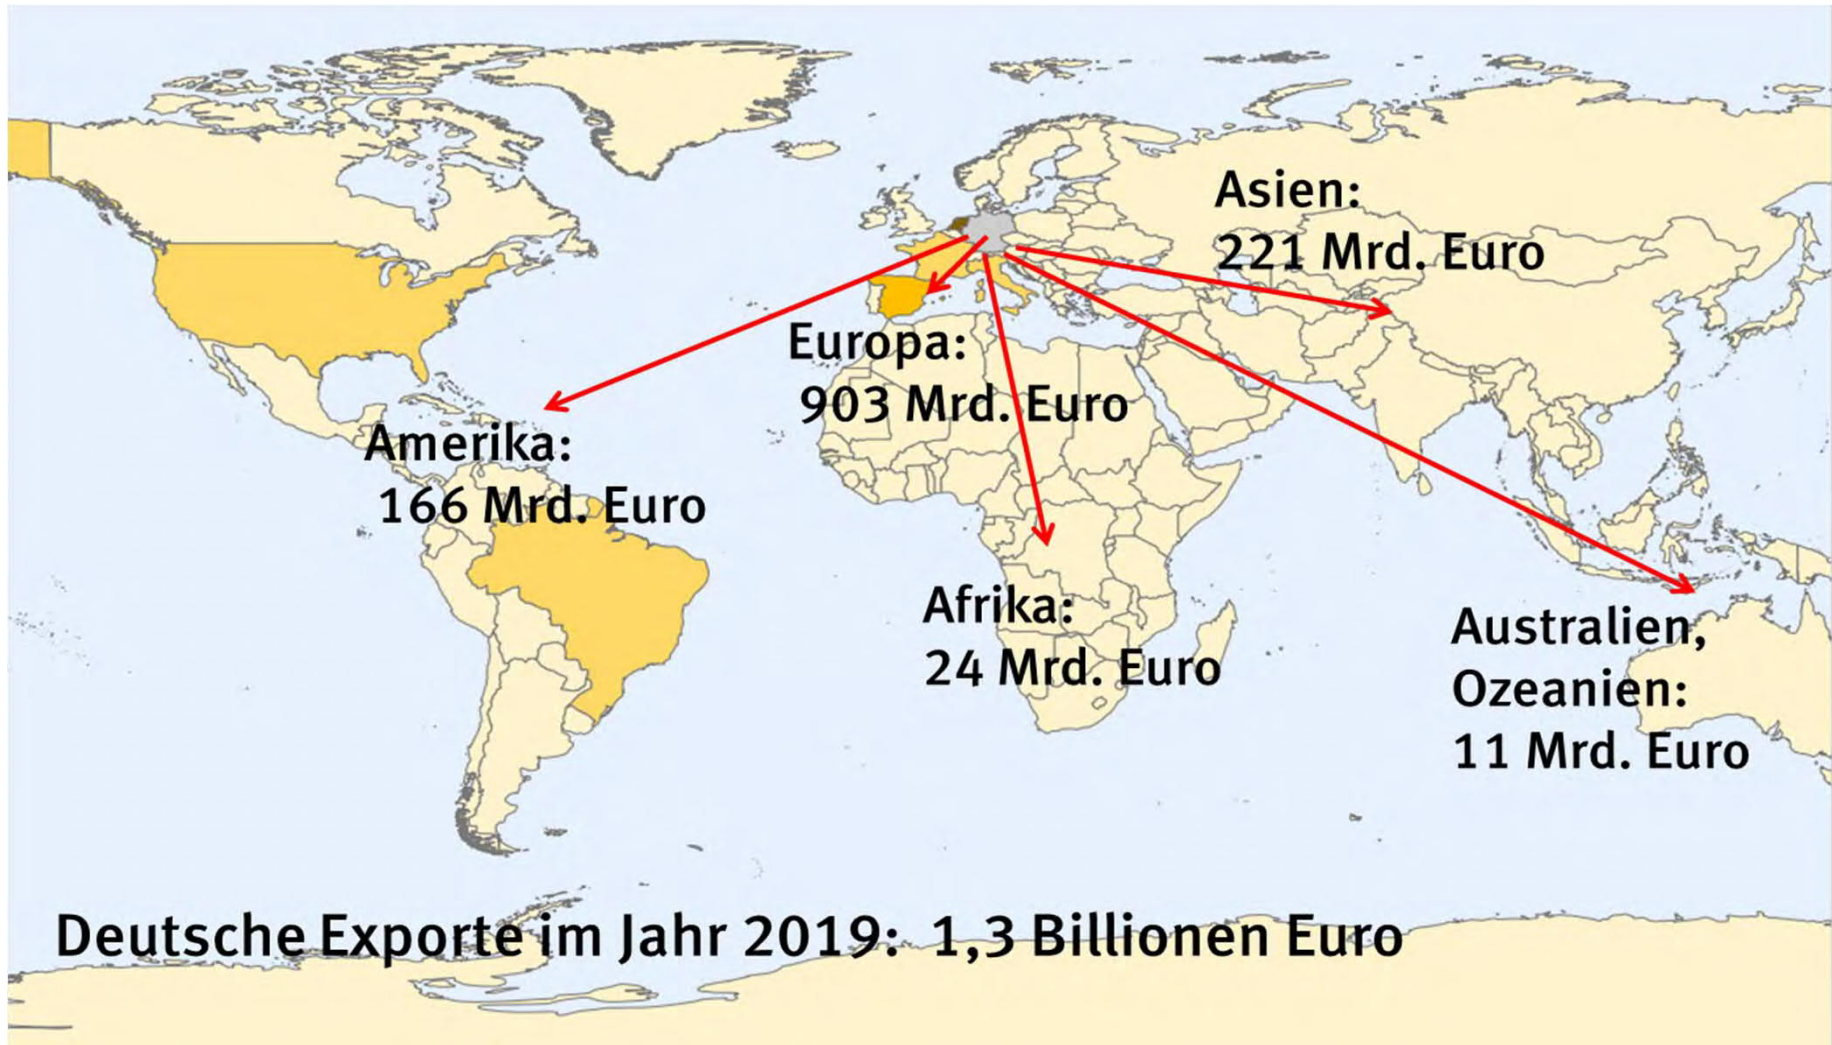 Asien:
221 Mrd. Euro
Europa:
903 Mrd. Euro
Amerika:
166 Mrd. Euro
Afrika:
24 Mrd. Euro
Australien,
Ozeanien:
11 Mrd. Euro
Deutsche Exporte im Jahr 2019: 1,3 Billionen Euro